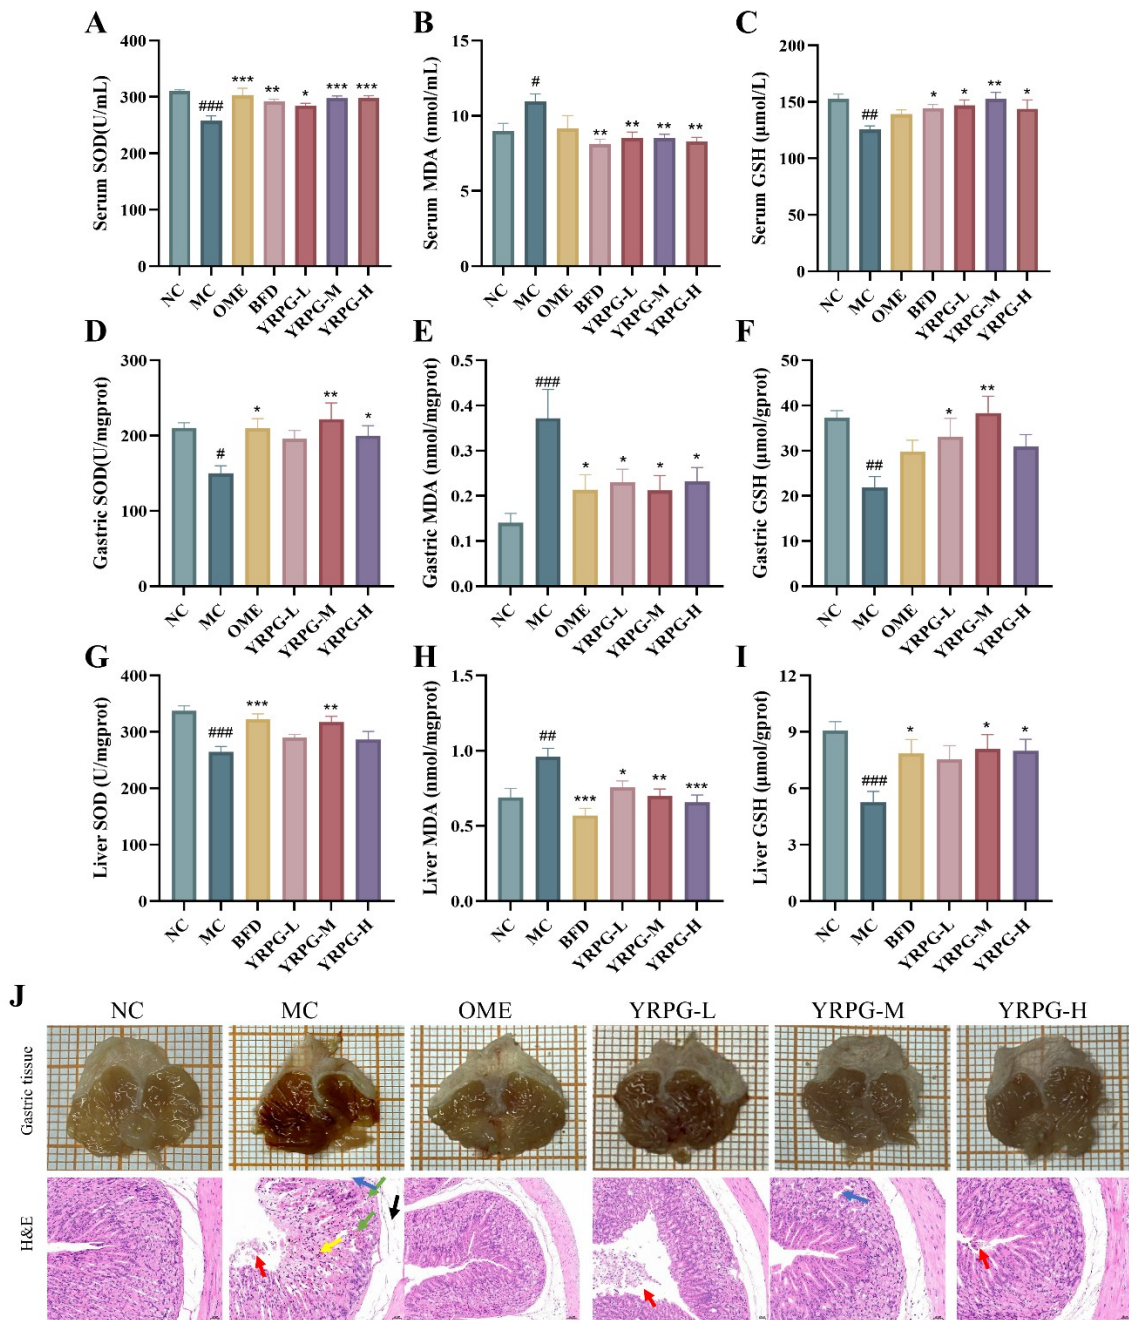 A
Serum SOD(U/mL)
400
300
200
100
0
###
***
**
*
***
***
NC
MC
OME
BFD
YRPG-L
YRPG-M
YRPG-H
B
Serum MDA (nmol/mL)
15
10
5
0
#
**
**
**
**
NC
MC
OME
BFD
YRPG-L
YRPG-M
YRPG-H
C
Serum GSH (μmol/L)
200
150
100
50
0
##
*
*
**
*
NC
MC
OME
BFD
YRPG-L
YRPG-M
YRPG-H
D
Gastric SOD(U/mgprot)
300
200
100
0
#
*
**
*
NC
MC
OME
YRPG-L
YRPG-M
YRPG-H
E
Gastric MDA (nmol/mgprot)
0.5
0.4
0.3
0.2
0.1
0.0
###
*
*
*
*
NC
MC
OME
YRPG-L
YRPG-M
YRPG-H
F
Gastric GSH (μmol/gprot)
50
40
30
20
10
0
##
*
**
NC
MC
OME
YRPG-L
YRPG-M
YRPG-H
G
Liver SOD (U/mgprot)
400
300
200
100
0
###
***
**
NC
MC
BFD
YRPG-L
YRPG-M
YRPG-H
H
Liver MDA (nmol/mgprot)
1.5
1.0
0.5
0.0
##
***
*
**
***
NC
MC
BFD
YRPG-L
YRPG-M
YRPG-H
I
Liver GSH (μmol/gprot)
12
9
6
3
0
###
*
*
*
NC
MC
BFD
YRPG-L
YRPG-M
YRPG-H
J
NC
MC
OME
YRPG-L
YRPG-M
YRPG-H
Gastric tissue
H&E